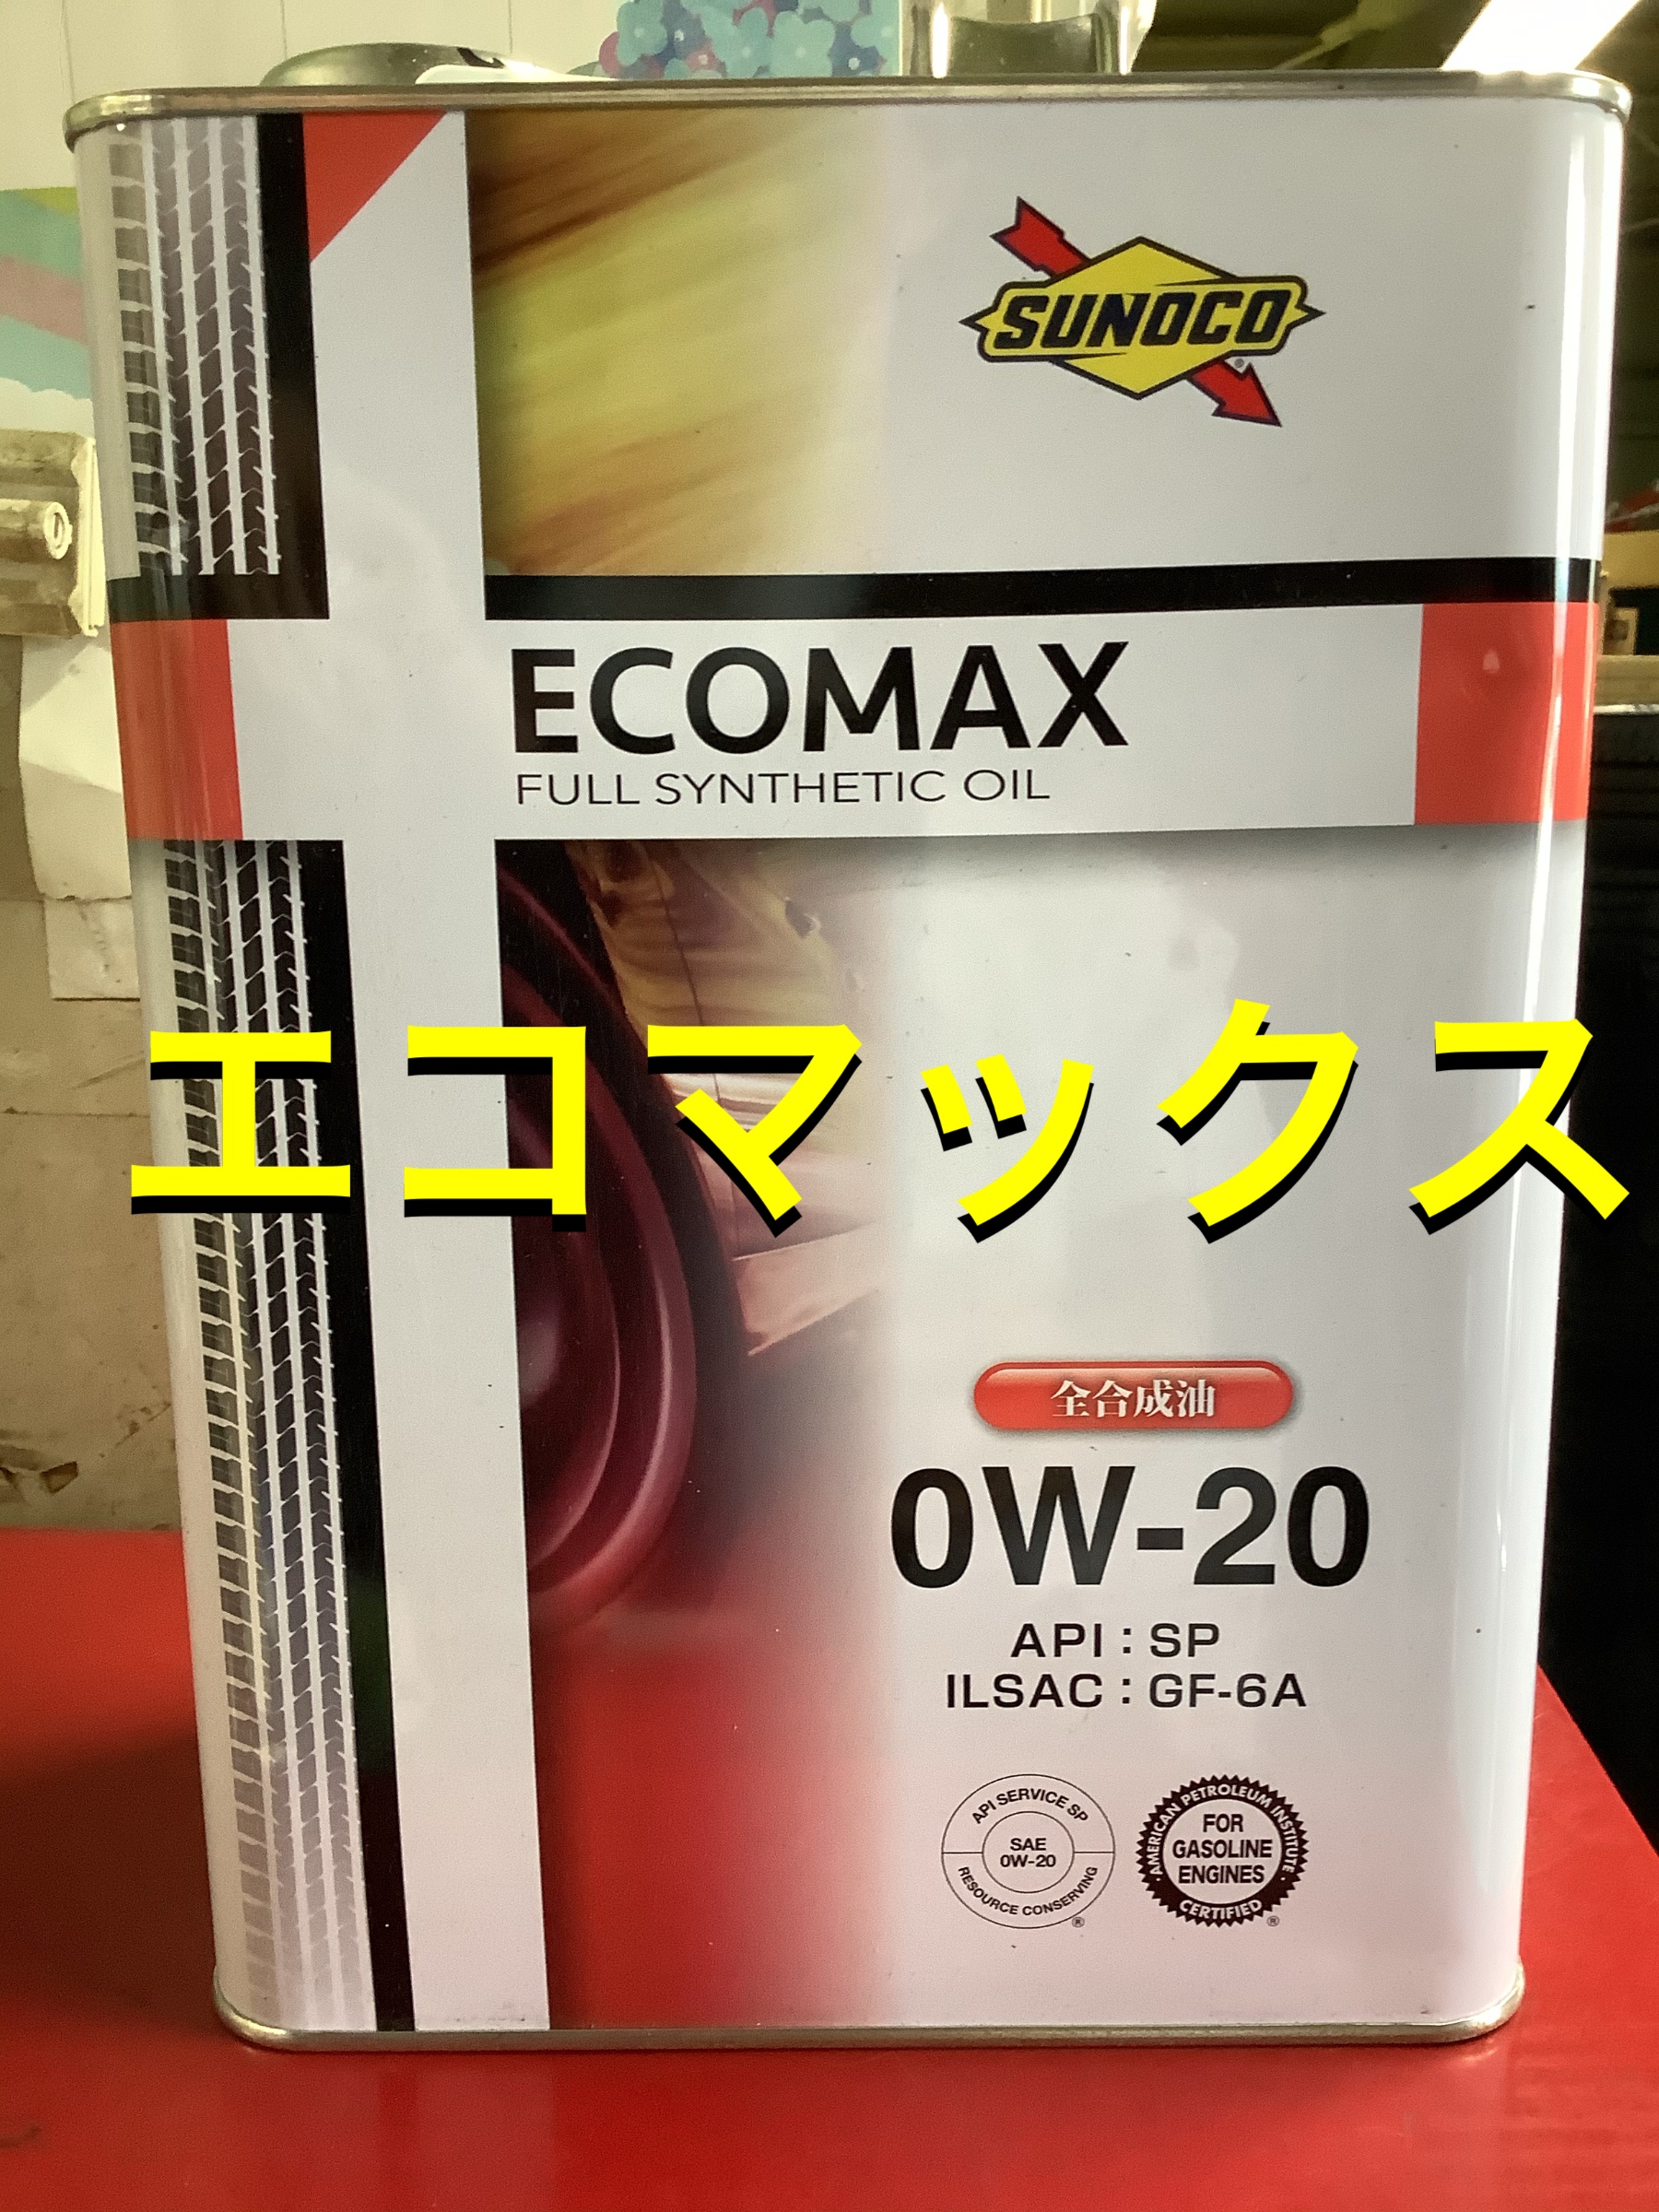 SUNOCO
ECOMAX
FULL SYNTHETIC OIL
エコマックス
全合成油
0W-20
API : SP
ILSAC : GF-6A
API SERVICE SP
SAE
0W-20
RESOURCE CONSERVING
®
AMERICAN PETROLEUM INSTITUTE
FOR
GASOLINE
ENGINES
CERTIFIED
®